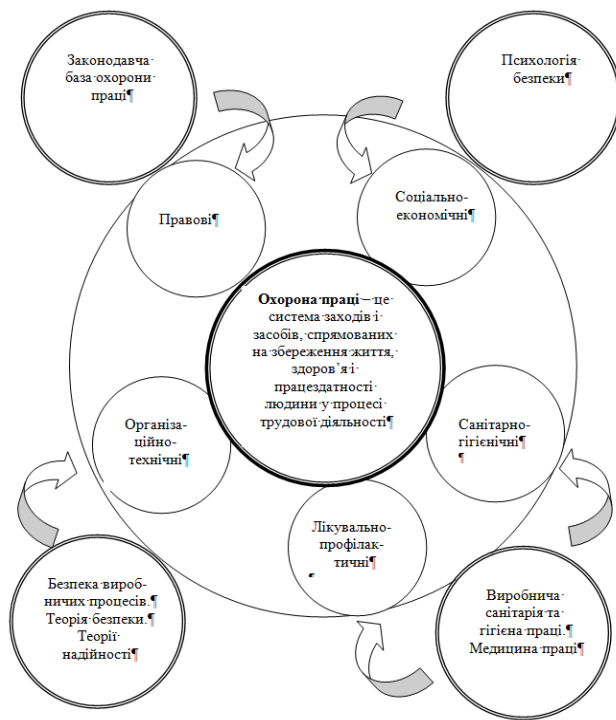 Законодавча
база охорони
праці¶
Психологія
безпеки¶
Правові¶
Соціально-
економічні¶
Охорона праці – це
система заходів і
засобів, спрямованих
на збереження життя,
здоров’я і
працездатності
людини у процесі
трудової діяльності¶
Організа-
ційно-
технічні¶
Санітарно-
гігієнічні¶
¶
Лікувально-
профілак-
тичні¶
¶
Безпека вироб-
ничих процесів.¶
Теорія безпеки.¶
Теорії
надійності¶
Виробнича
санітарія та
гігієна праці.¶
Медицина праці¶